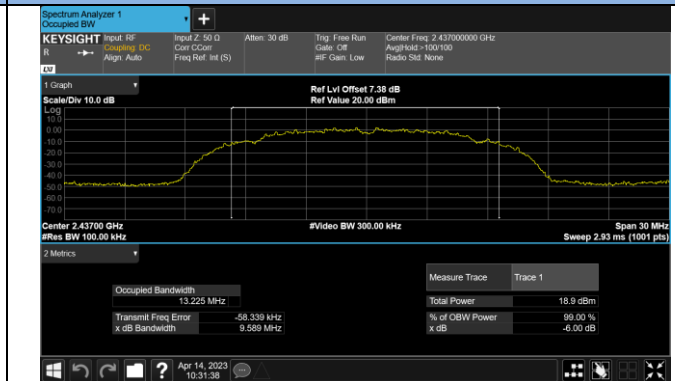 Spectrum Analyzer 1
Occupied BW
+
KEYSIGHT Input: RF Input Z: 50 Ω Atten: 30 dB Trig: Free Run Center Freq: 2.437000000 GHz
R Coupling: DC Corr CCorr Gate: Off Avg|Hold:>100/100
Align: Auto Freq Ref: Int (S) #IF Gain: Low Radio Std: None
LXI
1 Graph
Ref Lvl Offset 7.38 dB
Scale/Div 10.0 dB Ref Value 20.00 dBm
Log
10.0
0.00
-10.0
-20.0
-30.0
-40.0
-50.0
-60.0
-70.0
Center 2.43700 GHz #Video BW 300.00 kHz Span 30 MHz
#Res BW 100.00 kHz Sweep 2.93 ms (1001 pts)
2 Metrics
Measure Trace Trace 1
Occupied Bandwidth
13.225 MHz Total Power 18.9 dBm
Transmit Freq Error -58.339 kHz % of OBW Power 99.00 %
x dB Bandwidth 9.589 MHz x dB -6.00 dB
? Apr 14, 2023
10:31:38